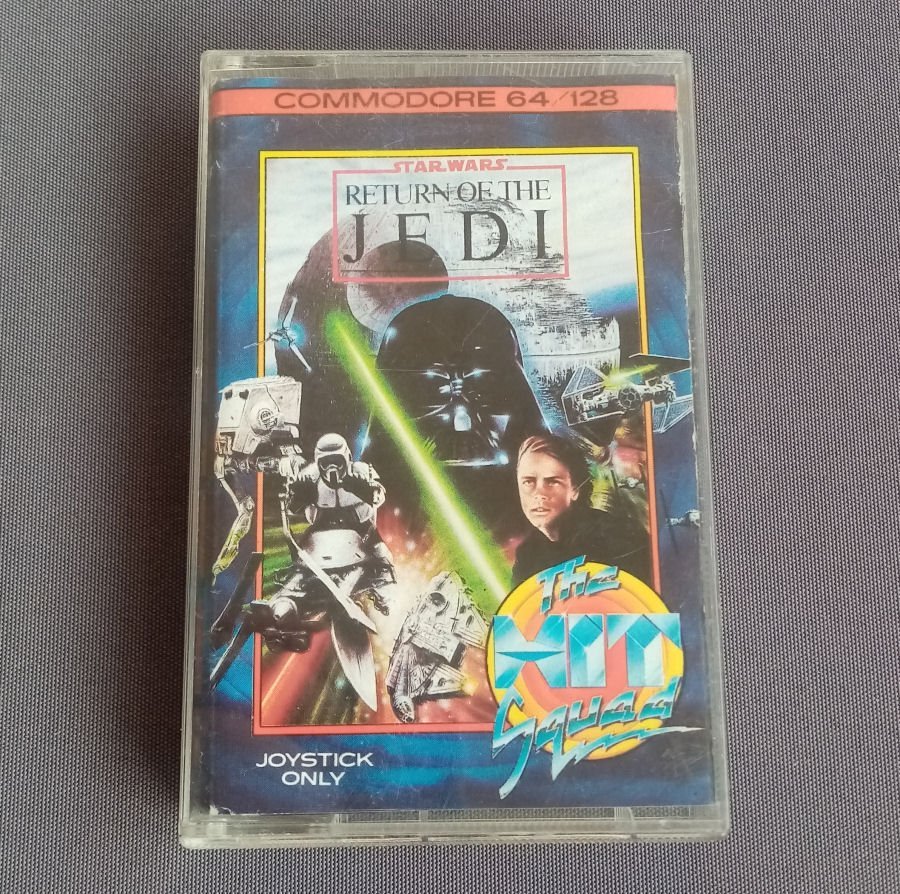 COMMODORE 64/128
STAR WARS
RETURN OF THE
JEDI
The
HIT
Squad
JOYSTICK
ONLY